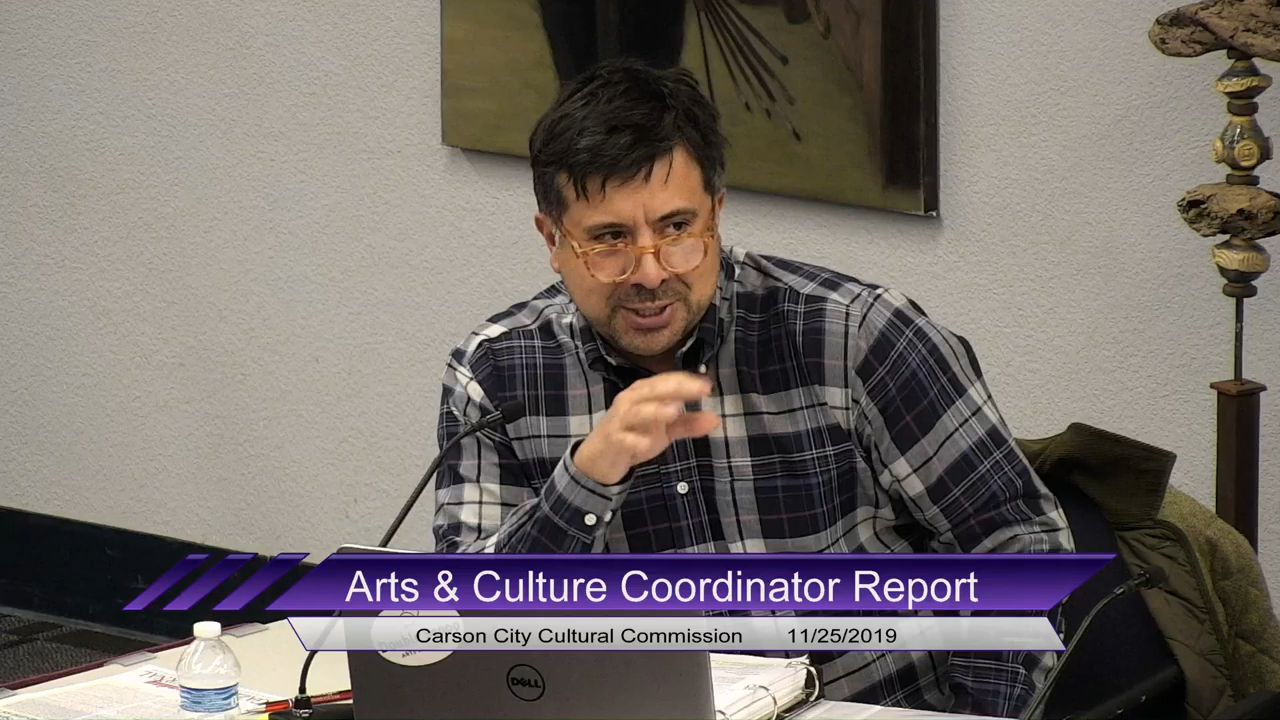 Arts & Culture Coordinator Report
Carson City Cultural Commission 11/25/2019
DELL